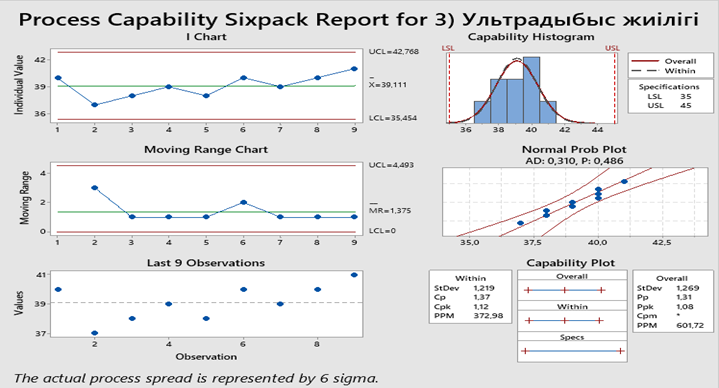 Process Capability Sixpack Report for 3) Ультрадыбыс жиілігі
I Chart
Individual Value
42
39
36
1 2 3 4 5 6 7 8 9
UCL=42,768
_
X=39,111
LCL=35,454
Moving Range Chart
Moving Range
4
2
0
1 2 3 4 5 6 7 8 9
UCL=4,493
__
MR=1,375
LCL=0
Last 9 Observations
Values
41
39
37
2 4 6 8
Observation
Capability Histogram
LSL USL
36 38 40 42 44
Overall
Within
Specifications
LSL 35
USL 45
Normal Prob Plot
AD: 0,310, P: 0,486
35,0 37,5 40,0 42,5
Capability Plot
Within
StDev 1,219
Cp 1,37
Cpk 1,12
PPM 372,98
Overall
Within
Specs
Overall
StDev 1,269
Pp 1,31
Ppk 1,08
Cpm *
PPM 601,72
The actual process spread is represented by 6 sigma.